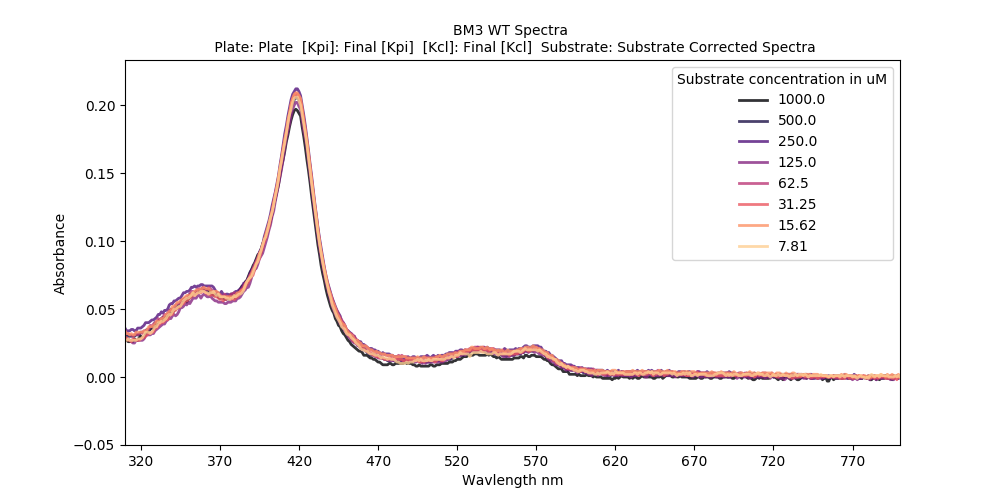 BM3 WT Spectra
Plate: Plate  [Kpi]: Final [Kpi]  [Kcl]: Final [Kcl]  Substrate: Substrate Corrected Spectra
Substrate concentration in uM
1000.0
500.0
250.0
125.0
62.5
31.25
15.62
7.81
0.20
0.15
0.10
0.05
0.00
−0.05
Absorbance
320 370 420 470 520 570 620 670 720 770
Wavlength nm